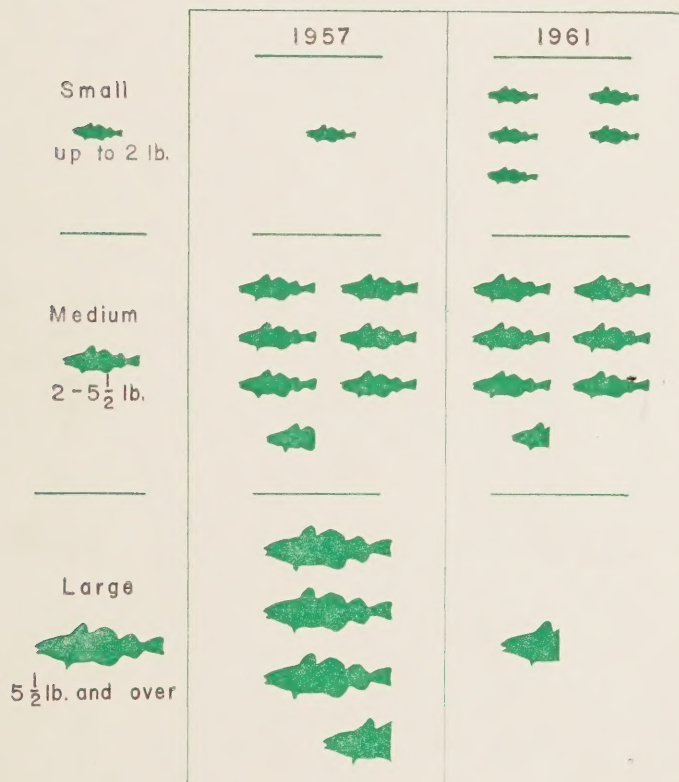 1957 1961
Small
up to 2 lb.
Medium
2-5 1/2 lb.
Large
5 1/2 lb. and over